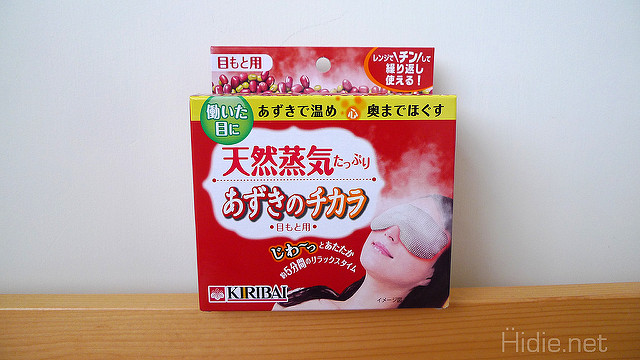 目もと用
レンジで\チン/して
繰り返し
使える!
働いた
目に
あずきで温め 心 奥までほぐす
天然蒸気たっぷり
あずきのチカラ
•目もと用•
じわ〜っとあたたか
約5分間のリラックスタイム
KIRIBAI
イメージ図
Hidie.net